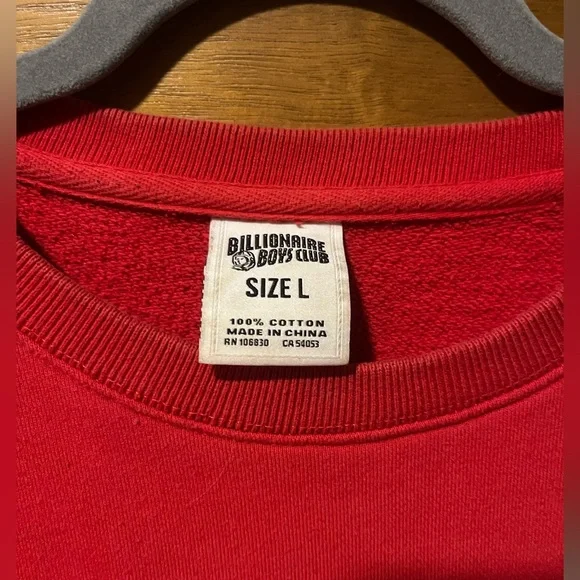 BILLIONAIRE
BOYS CLUB
SIZE L
100% COTTON
MADE IN CHINA
RN 106830 CA 54053